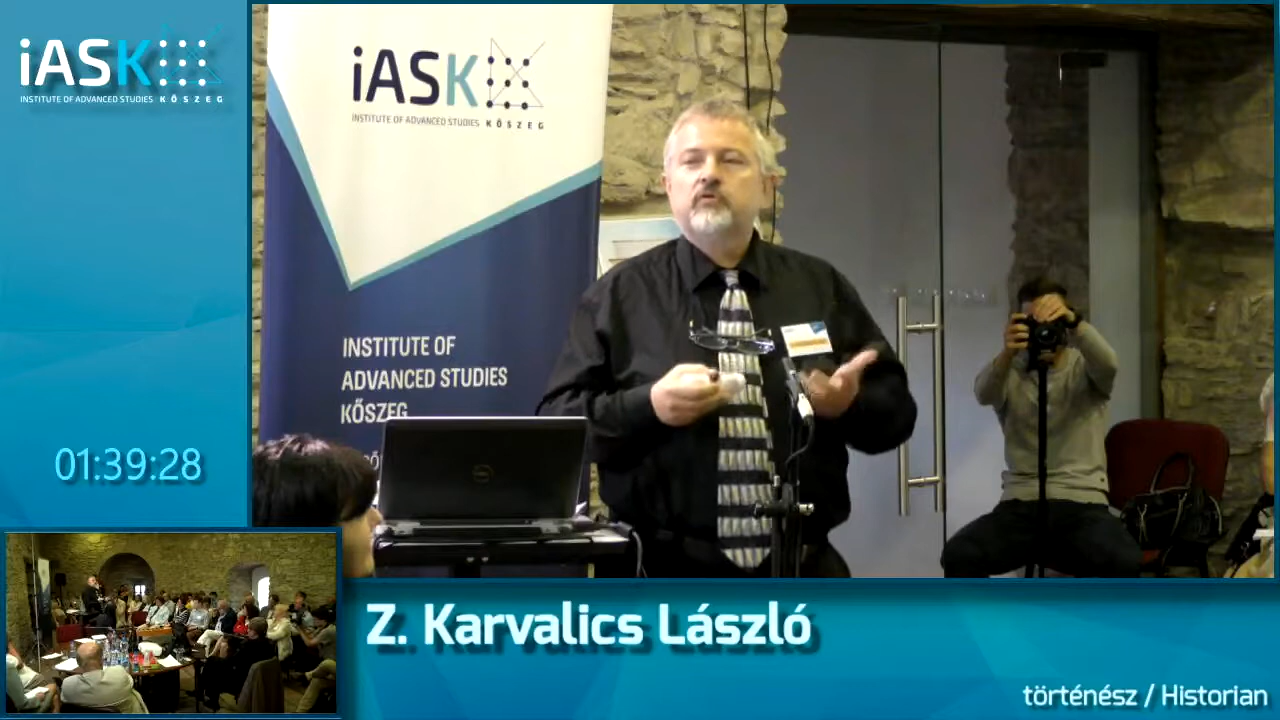 iASK
INSTITUTE OF ADVANCED STUDIES KŐSZEG
iASK
INSTITUTE OF ADVANCED STUDIES KŐSZEG
INSTITUTE OF
ADVANCED STUDIES
KŐSZEG
01:39:28
DELL
Z. Karvalics László
történész / Historian